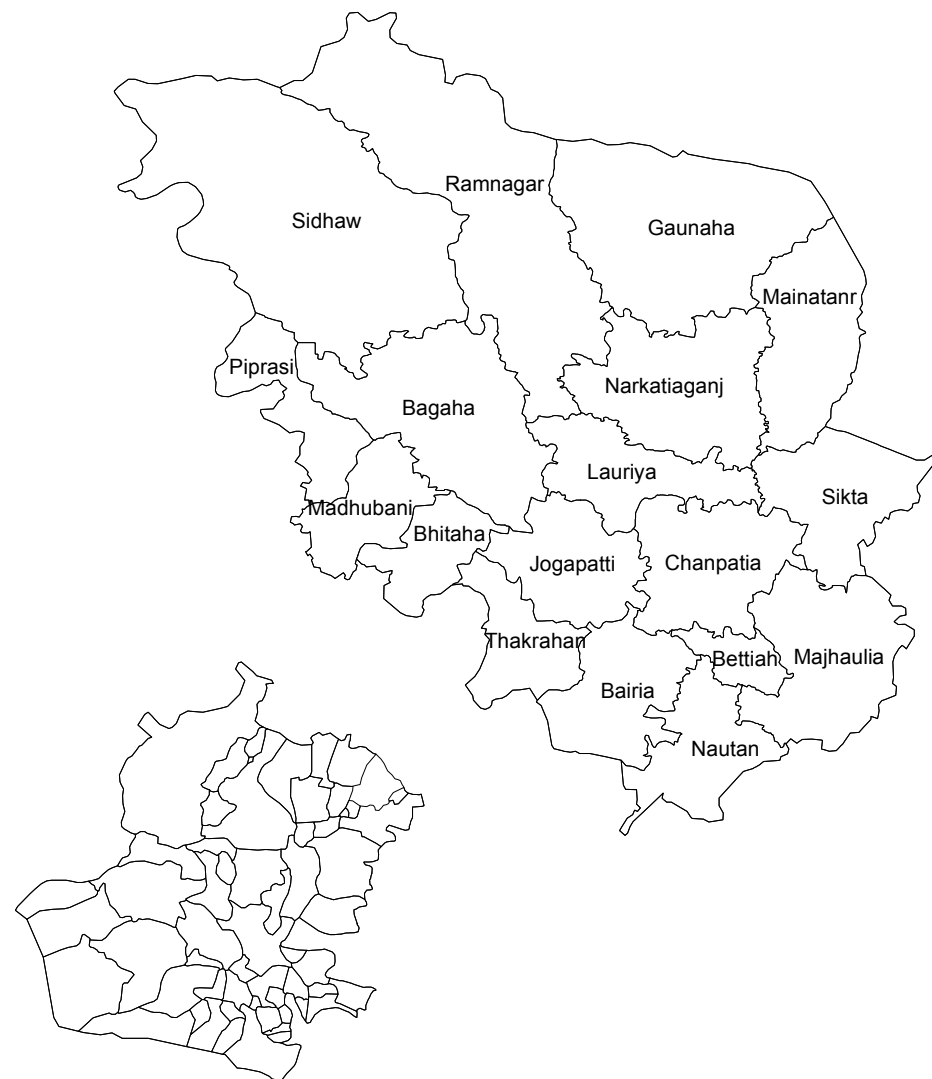 Ramnagar
Sidhaw
Gaunaha
Mainatanr
Piprasi
Narkatiaganj
Bagaha
Lauriya
Sikta
Madhubani
Bhitaha
Jogapatti
Chanpatia
Thakrahan
Bettiah
Majhaulia
Bairia
Nautan